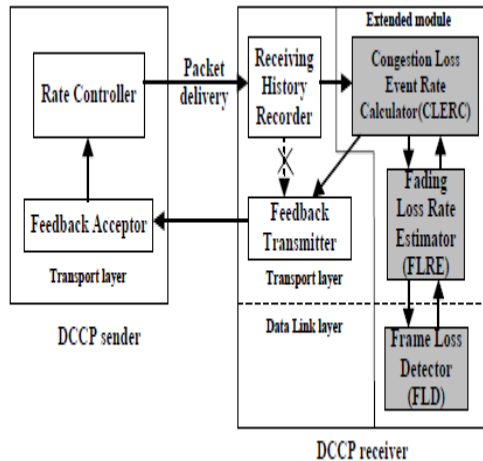 Extended module
Rate Controller
Packet
delivery
Receiving
History
Recorder
Congestion Loss
Event Rate
Calculator(CLERC)
Feedback Acceptor
Transport layer
Feedback
Transmitter
Transport layer
Fading
Loss Rate
Estimator
(FLRE)
Data Link layer
Frame Loss
Detector
(FLD)
DCCP sender
DCCP receiver